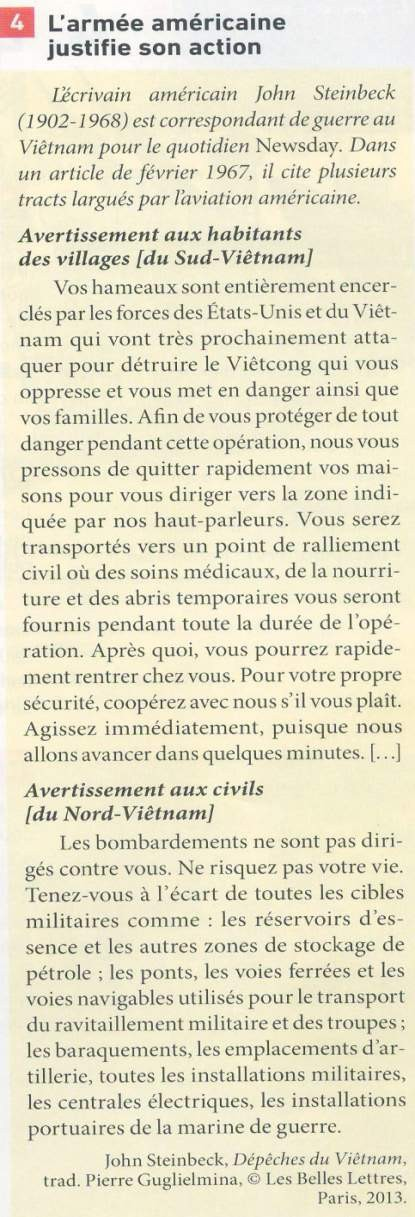 4 L'armée américaine
justifie son action
L'écrivain américain John Steinbeck
(1902-1968) est correspondant de guerre au
Viêtnam pour le quotidien Newsday. Dans
un article de février 1967, il cite plusieurs
tracts largués par l'aviation américaine.
Avertissement aux habitants
des villages [du Sud-Viêtnam]
Vos hameaux sont entièrement encer-
clés par les forces des États-Unis et du Viêt-
nam qui vont très prochainement atta-
quer pour détruire le Viêtcong qui vous
oppresse et vous met en danger ainsi que
vos familles. Afin de vous protéger de tout
danger pendant cette opération, nous vous
pressons de quitter rapidement vos mai-
sons pour vous diriger vers la zone indi-
quée par nos haut-parleurs. Vous serez
transportés vers un point de ralliement
civil où des soins médicaux, de la nourri-
ture et des abris temporaires vous seront
fournis pendant toute la durée de l'opé-
ration. Après quoi, vous pourrez rapide-
ment rentrer chez vous. Pour votre propre
sécurité, coopérez avec nous s'il vous plaît.
Agissez immédiatement, puisque nous
allons avancer dans quelques minutes. […]
Avertissement aux civils
[du Nord-Viêtnam]
Les bombardements ne sont pas diri-
gés contre vous. Ne risquez pas votre vie.
Tenez-vous à l'écart de toutes les cibles
militaires comme : les réservoirs d'es-
sence et les autres zones de stockage de
pétrole ; les ponts, les voies ferrées et les
voies navigables utilisés pour le transport
du ravitaillement militaire et des troupes ;
les baraquements, les emplacements d'ar-
tillerie, toutes les installations militaires,
les centrales électriques, les installations
portuaires de la marine de guerre.
John Steinbeck, Dépêches du Viêtnam,
trad. Pierre Guglielmina, © Les Belles Lettres,
Paris, 2013.